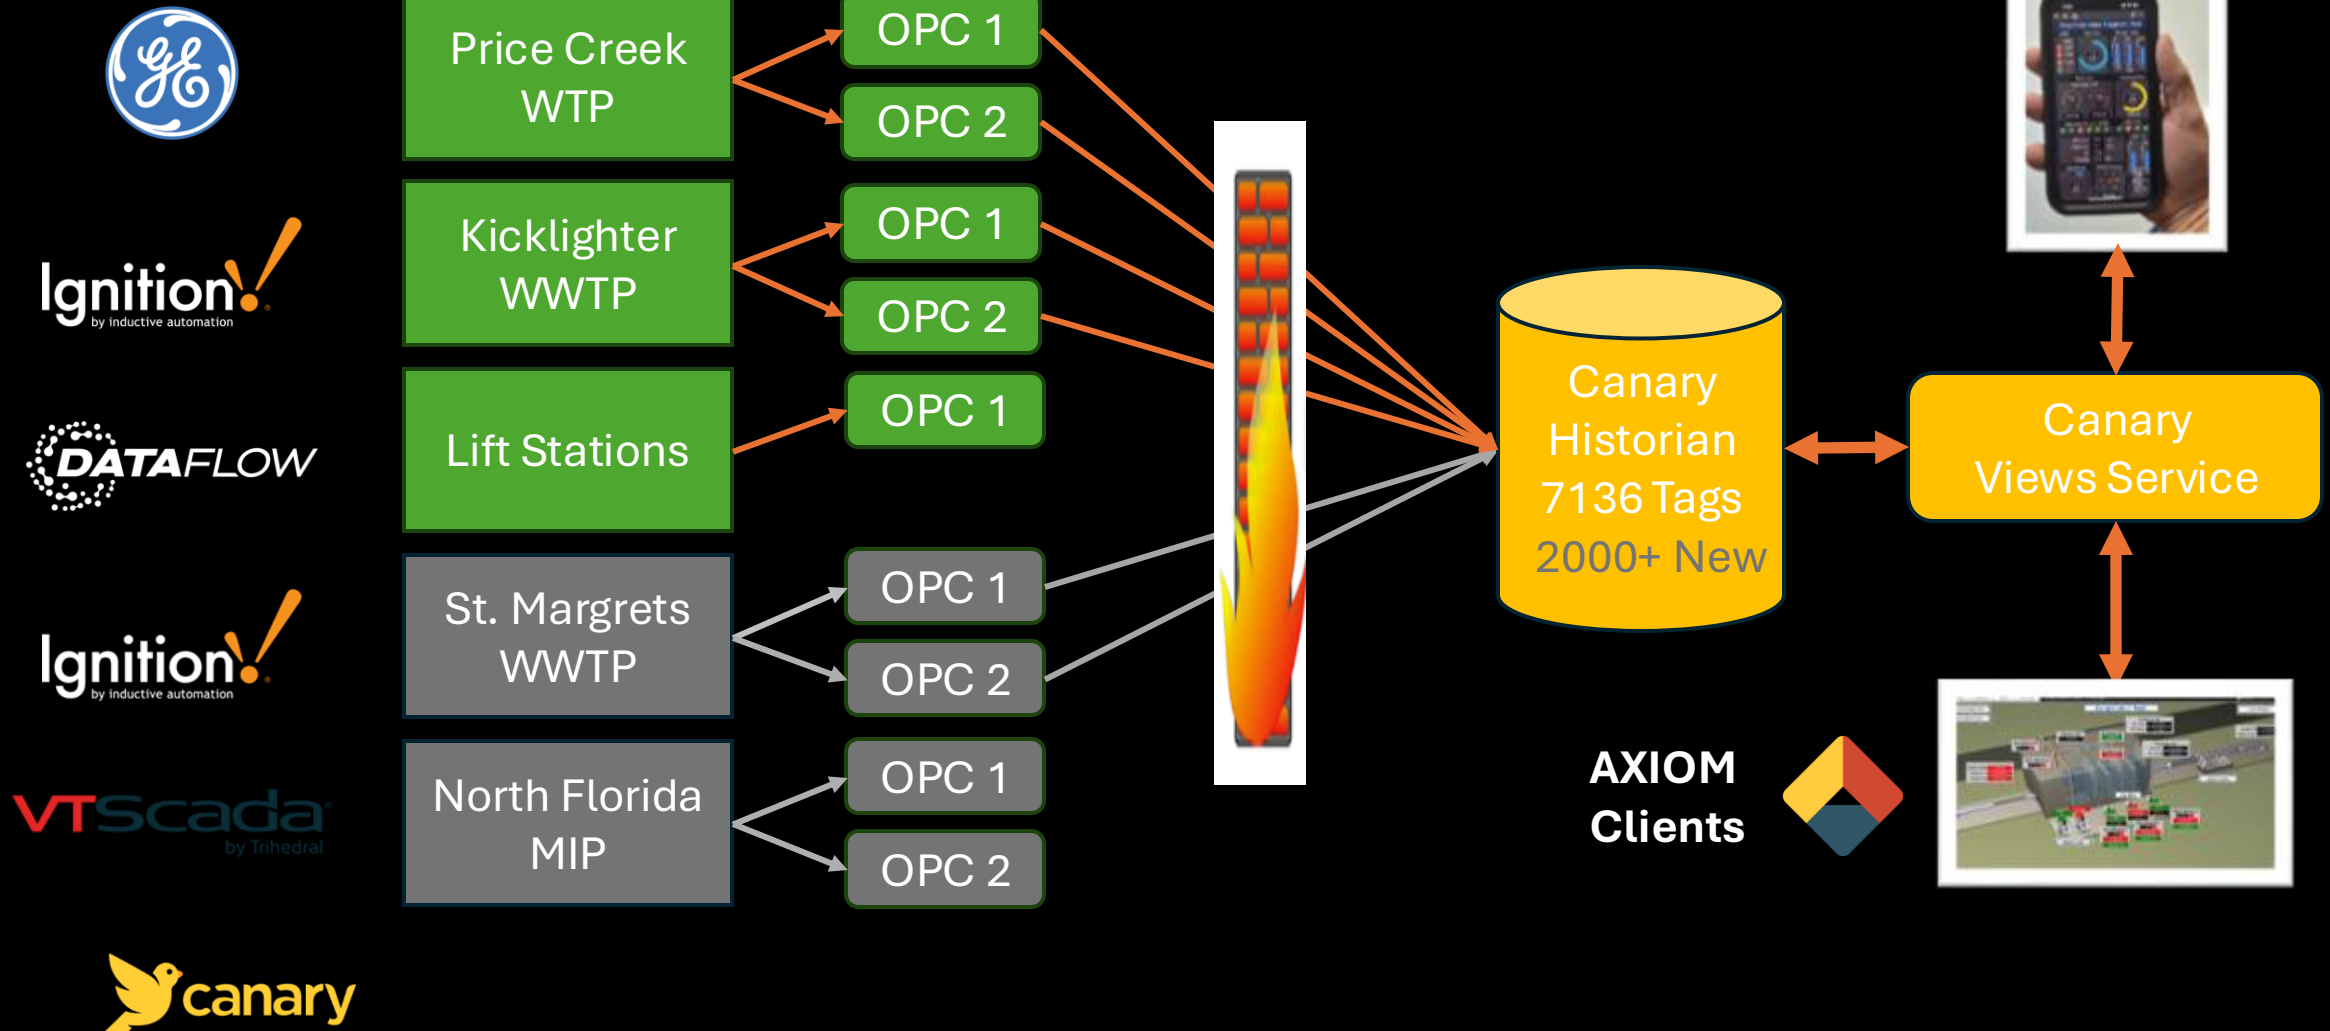 GE
Price Creek
WTP
OPC 1
OPC 2
Ignition!
by inductive automation
Kicklighter
WWTP
OPC 1
OPC 2
DATAFLOW
Lift Stations
OPC 1
Ignition!
by inductive automation
St. Margrets
WWTP
OPC 1
OPC 2
VTScada
by Trihedral
North Florida
MIP
OPC 1
OPC 2
canary
Canary
Historian
7136 Tags
2000+ New
Canary
Views Service
AXIOM
Clients